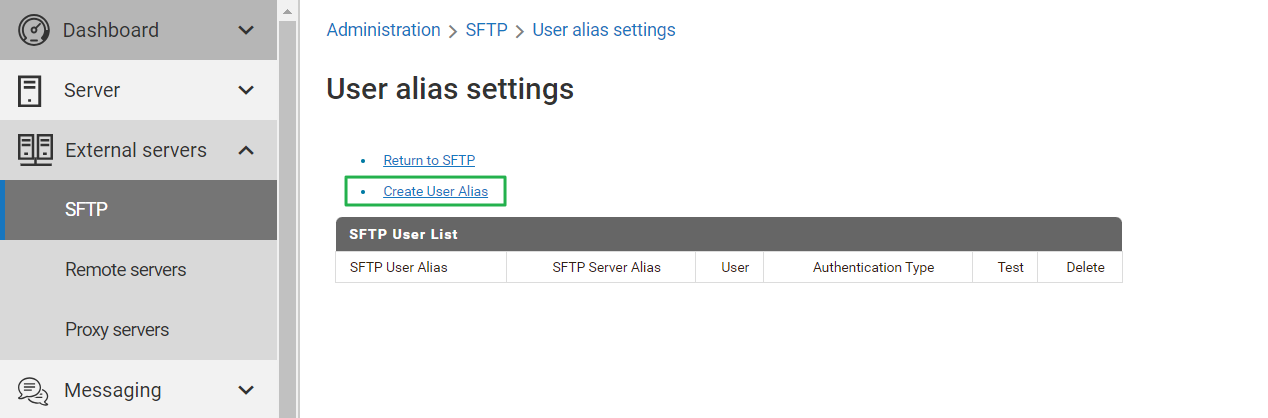 Dashboard
Server
External servers
SFTP
Remote servers
Proxy servers
Messaging
Administration > SFTP > User alias settings
User alias settings
• Return to SFTP
• Create User Alias
SFTP User List
SFTP User Alias SFTP Server Alias User Authentication Type Test Delete